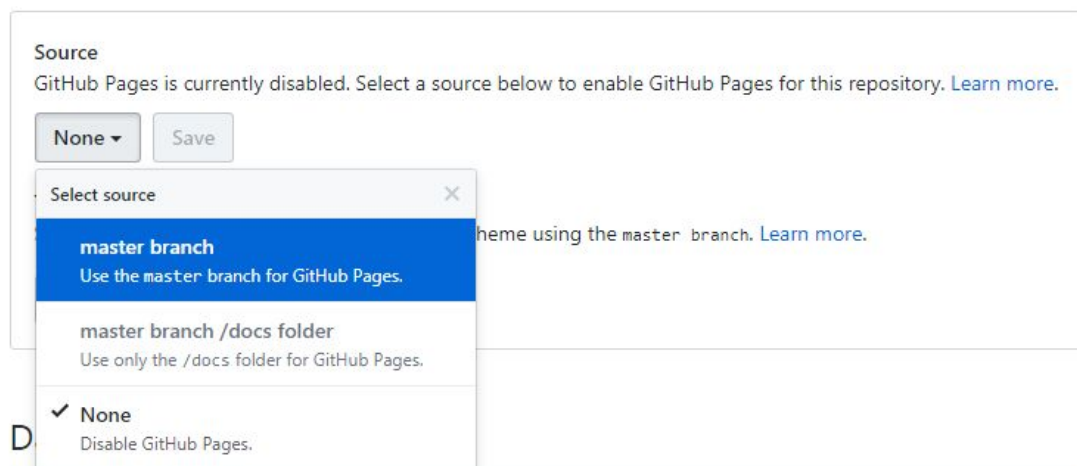 Source
GitHub Pages is currently disabled. Select a source below to enable GitHub Pages for this repository. Learn more.
None
Save
Select source
master branch
heme using the master branch. Learn more.
Use the master branch for GitHub Pages.
master branch /docs folder
Use only the /docs folder for GitHub Pages.
None
D
Disable GitHub Pages.